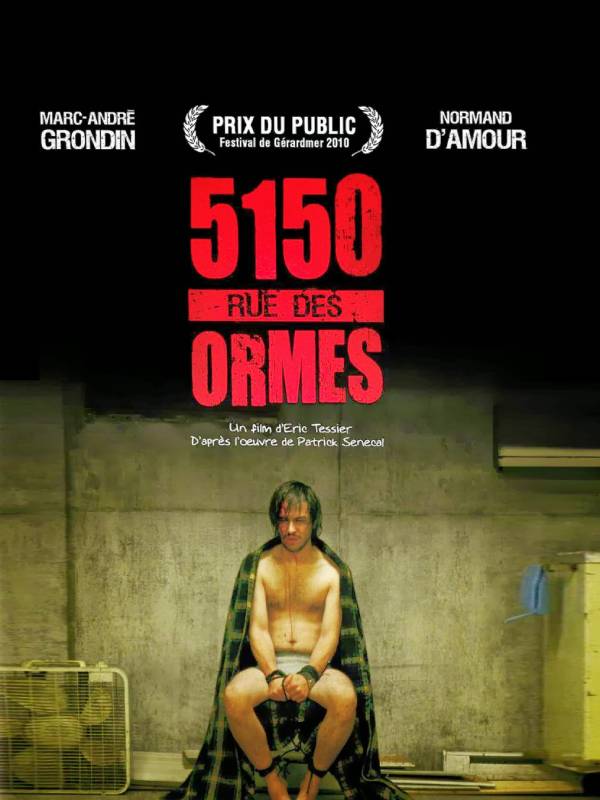 MARC-ANDRÉ
GRONDIN
PRIX DU PUBLIC
Festival de Gérardmer 2010
NORMAND
D'AMOUR
5150
RUE DES
ORMES
Un film d'Eric Tessier
D'après l'oeuvre de Patrick Senecal